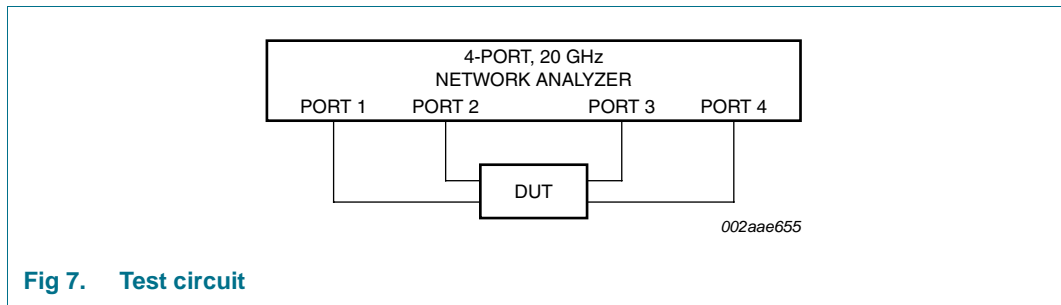 4-PORT, 20 GHz
NETWORK ANALYZER
PORT 1 PORT 2 PORT 3 PORT 4
DUT
002aae655
Fig 7. Test circuit